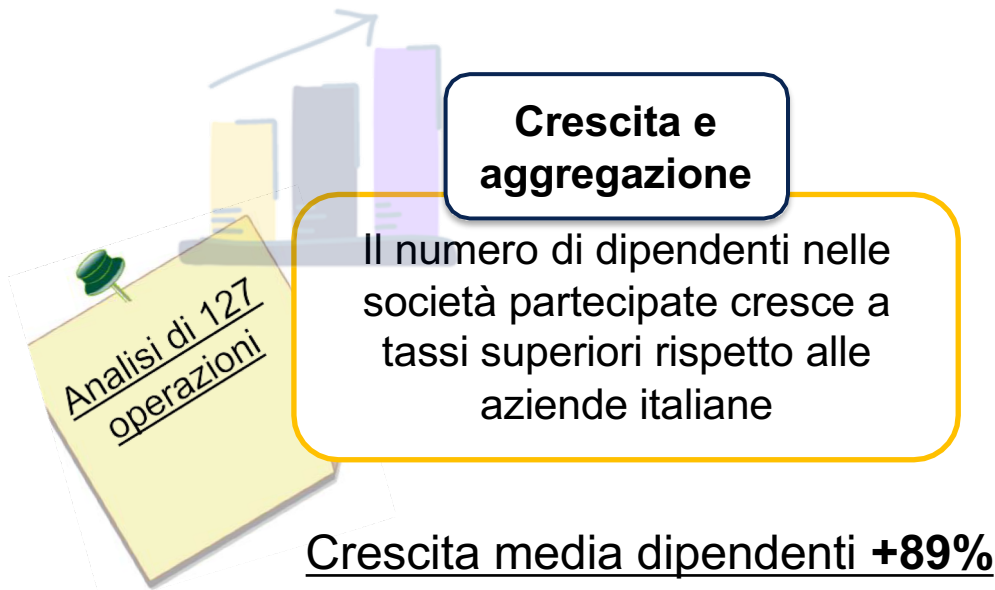 Crescita e
aggregazione
Il numero di dipendenti nelle
società partecipate cresce a
tassi superiori rispetto alle
aziende italiane
Analisi di 127
operazioni
Crescita media dipendenti +89%